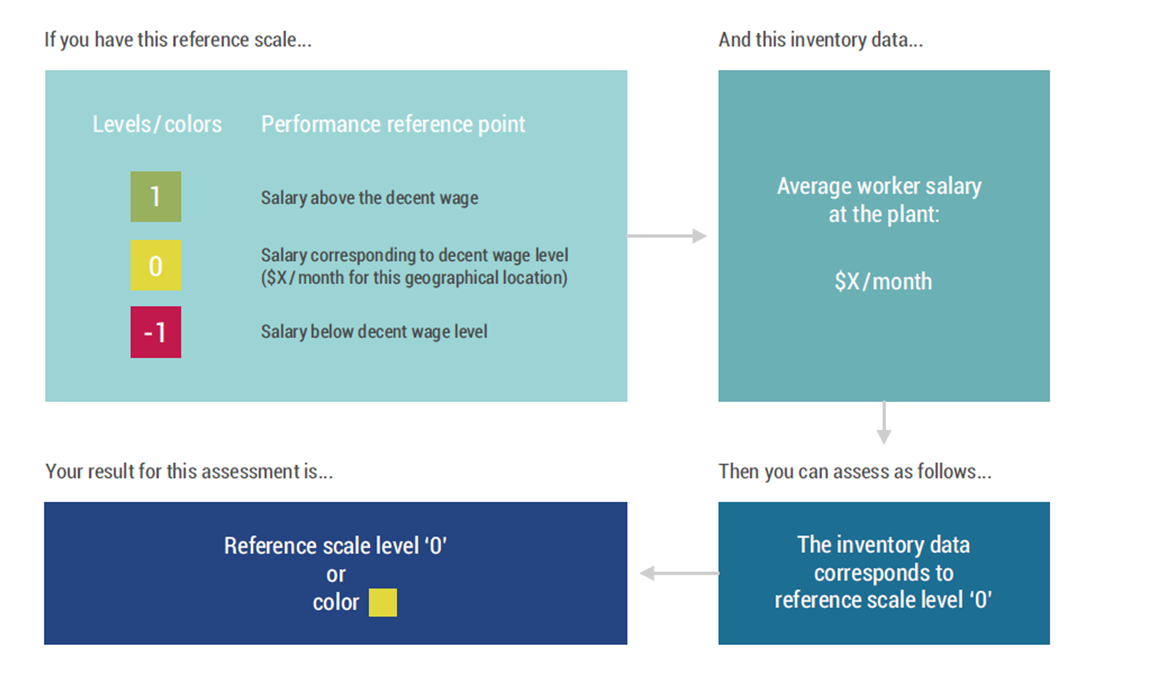 If you have this reference scale...
And this inventory data...
Levels/colors
Performance reference point
1
Salary above the decent wage
0
Salary corresponding to decent wage level
($X/month for this geographical location)
-1
Salary below decent wage level
Average worker salary
at the plant:
$X/month
Your result for this assessment is...
Then you can assess as follows...
Reference scale level ‘0’
or
color
The inventory data
corresponds to
reference scale level ‘0’